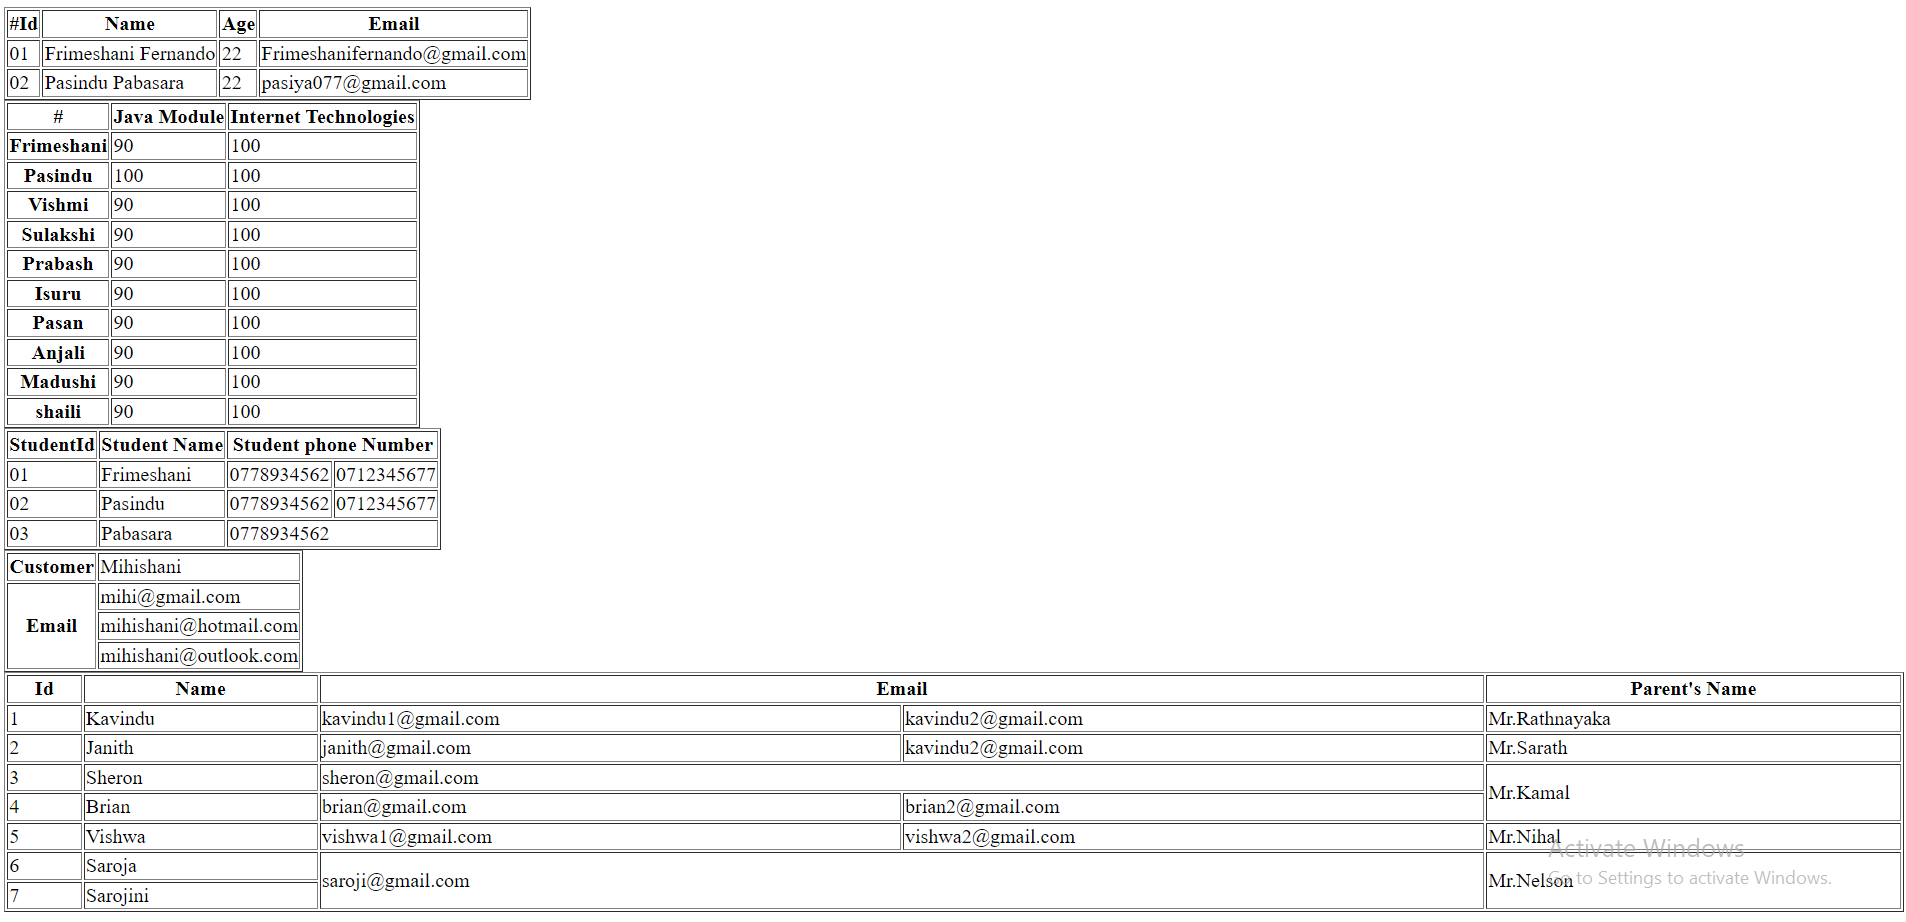 #Id Name Age Email
01 Frimeshani Fernando 22 Frimeshanifernando@gmail.com
02 Pasindu Pabasara 22 pasiya077@gmail.com
# Java Module Internet Technologies
Frimeshani 90 100
Pasindu 100 100
Vishmi 90 100
Sulakshi 90 100
Prabash 90 100
Isuru 90 100
Pasan 90 100
Anjali 90 100
Madushi 90 100
shaili 90 100
StudentId Student Name Student phone Number
01 Frimeshani 0778934562 0712345677
02 Pasindu 0778934562 0712345677
03 Pabasara 0778934562
Customer Mihishani
Email mihi@gmail.com
mihishani@hotmail.com
mihishani@outlook.com
Id Name Email Parent's Name
1 Kavindu kavindu1@gmail.com kavindu2@gmail.com Mr.Rathnayaka
2 Janith janith@gmail.com kavindu2@gmail.com Mr.Sarath
3 Sheron sheron@gmail.com Mr.Kamal
4 Brian brian@gmail.com brian2@gmail.com
5 Vishwa vishwa1@gmail.com vishwa2@gmail.com Mr.Nihal
6 Saroja saroji@gmail.com Mr.Nelson
7 Sarojini
Activate Windows
Go to Settings to activate Windows.